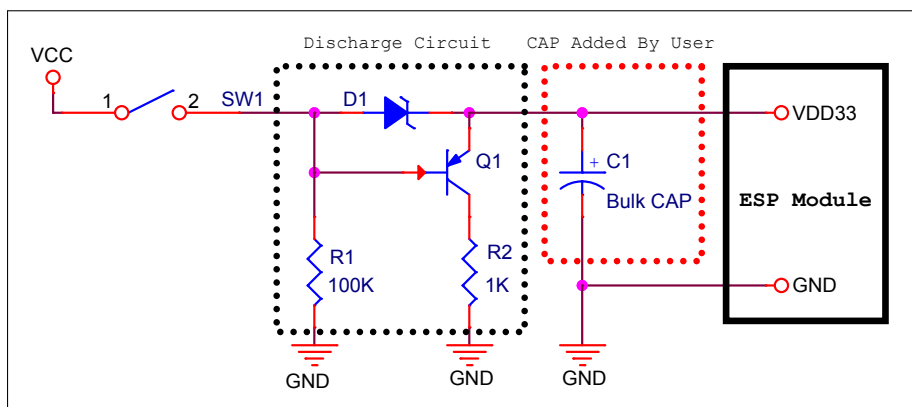 Discharge Circuit
CAP Added By User
VCC
1
2
SW1
D1
VDD33
Q1
+
C1
Bulk CAP
ESP Module
R1
100K
R2
1K
GND
GND
GND
GND